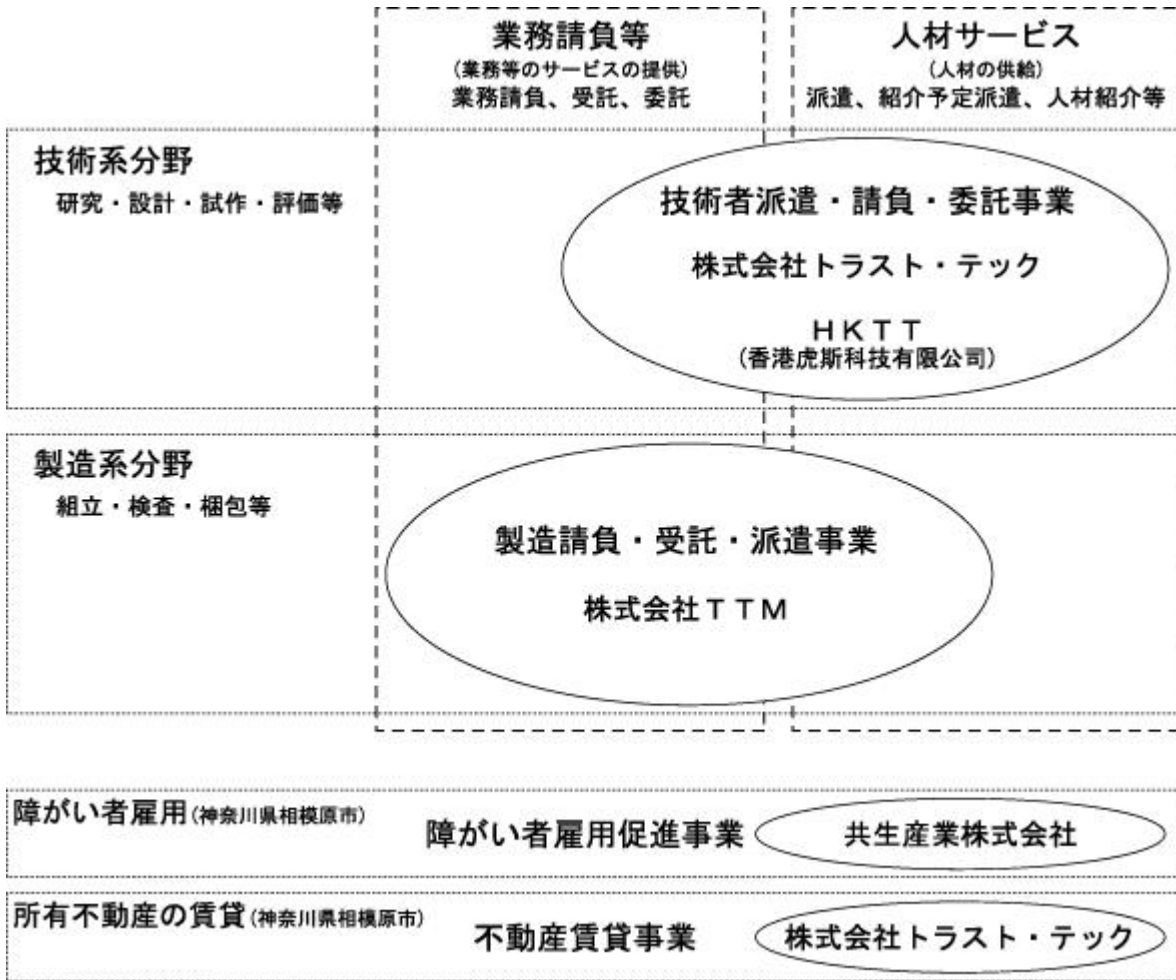 業務請負等
(業務等のサービスの提供)
業務請負、受託、委託
人材サービス
(人材の供給)
派遣、紹介予定派遣、人材紹介等
技術系分野
研究・設計・試作・評価等
技術者派遣・請負・委託事業
株式会社トラスト・テック
ＨＫＴＴ
(香港虎斯科技有限公司)
製造系分野
組立・検査・梱包等
製造請負・受託・派遣事業
株式会社ＴＴＭ
障がい者雇用(神奈川県相模原市)
障がい者雇用促進事業
共生産業株式会社
所有不動産の賃貸(神奈川県相模原市)
不動産賃貸事業
株式会社トラスト・テック